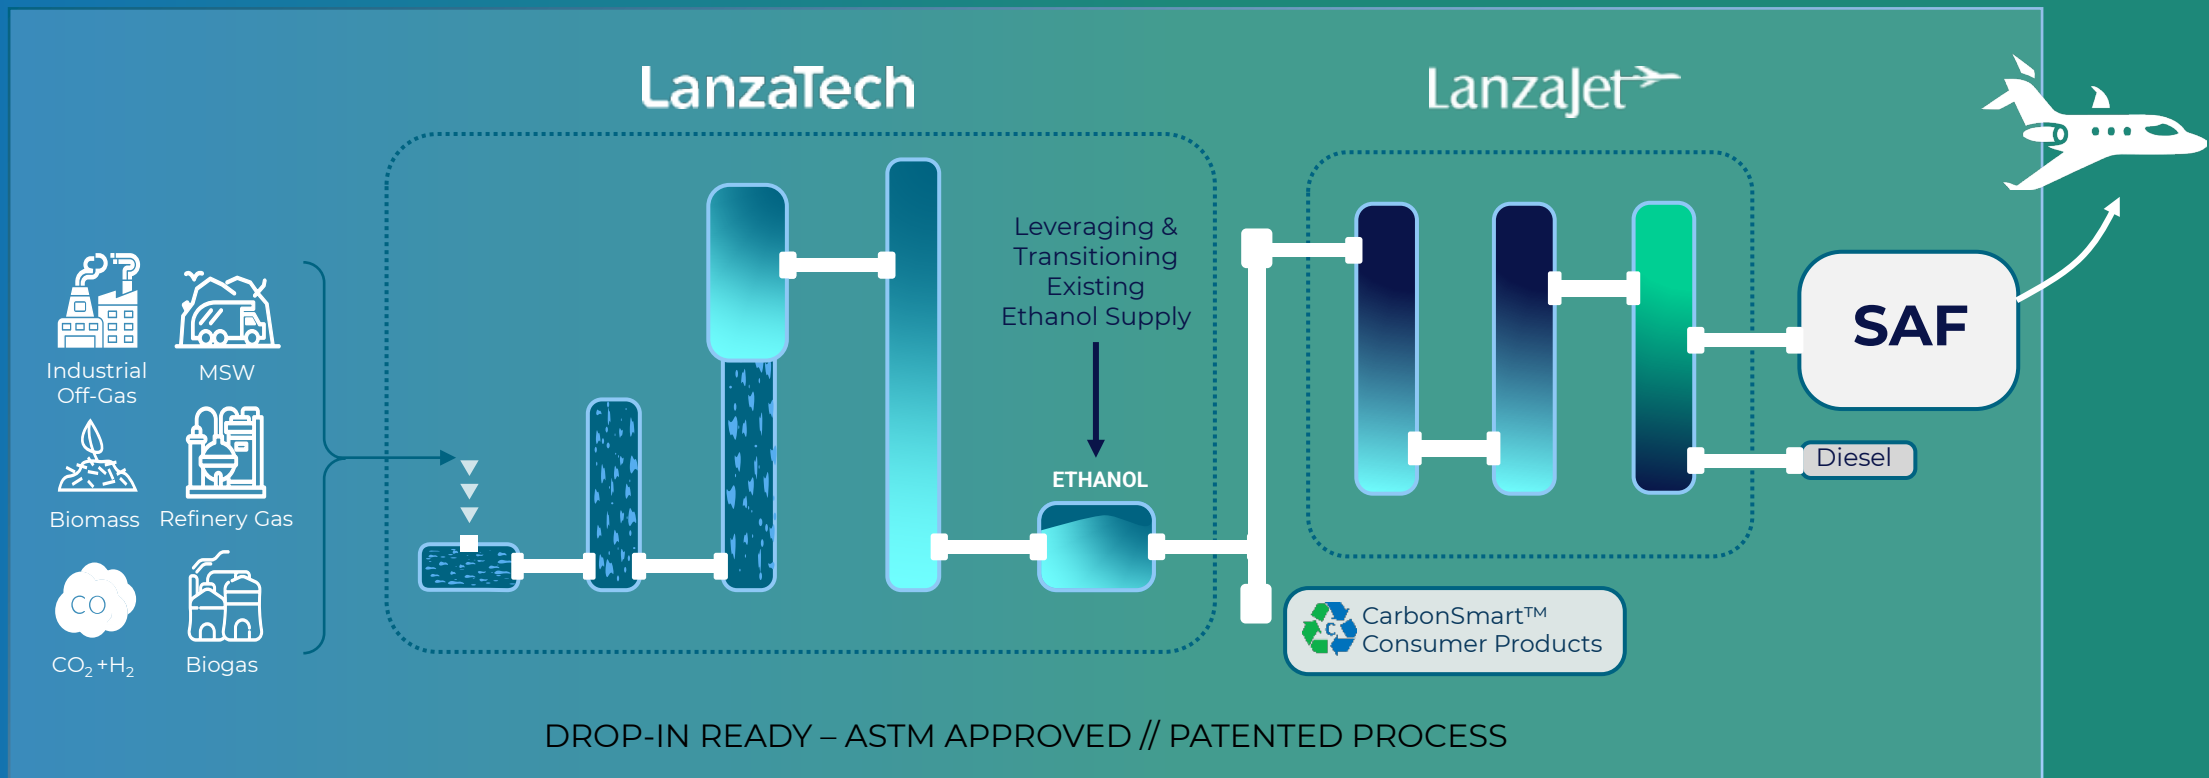 LanzaTech
LanzaJet
Leveraging &
Transitioning
Existing
Ethanol Supply
ETHANOL
Industrial
Off-Gas
MSW
Biomass
Refinery Gas
CO
CO₂ +H₂
Biogas
SAF
Diesel
C
CarbonSmart™
Consumer Products
DROP-IN READY – ASTM APPROVED // PATENTED PROCESS